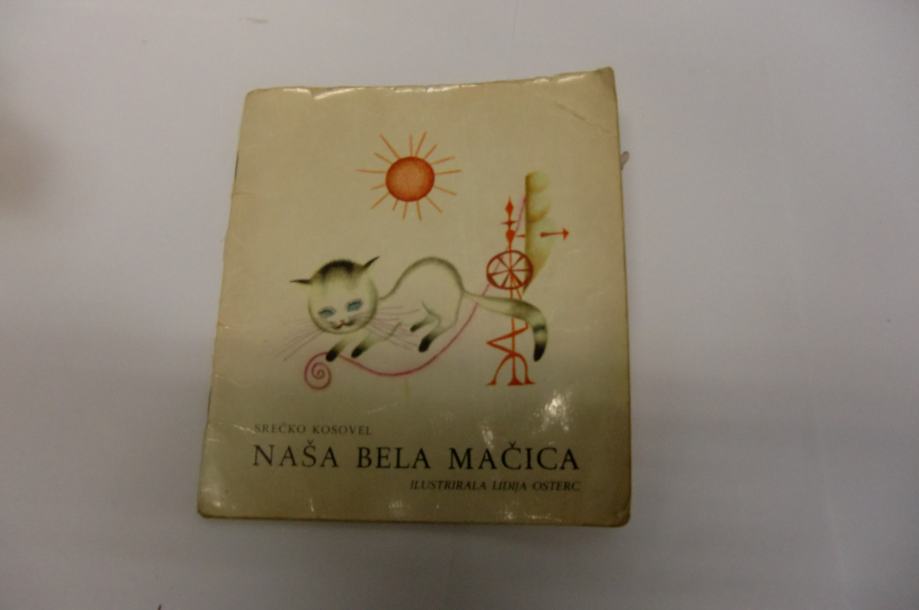 SREČKO KOSOVEL
NAŠA BELA MAČICA
ILUSTRIRALA LIDIJA OSTERC